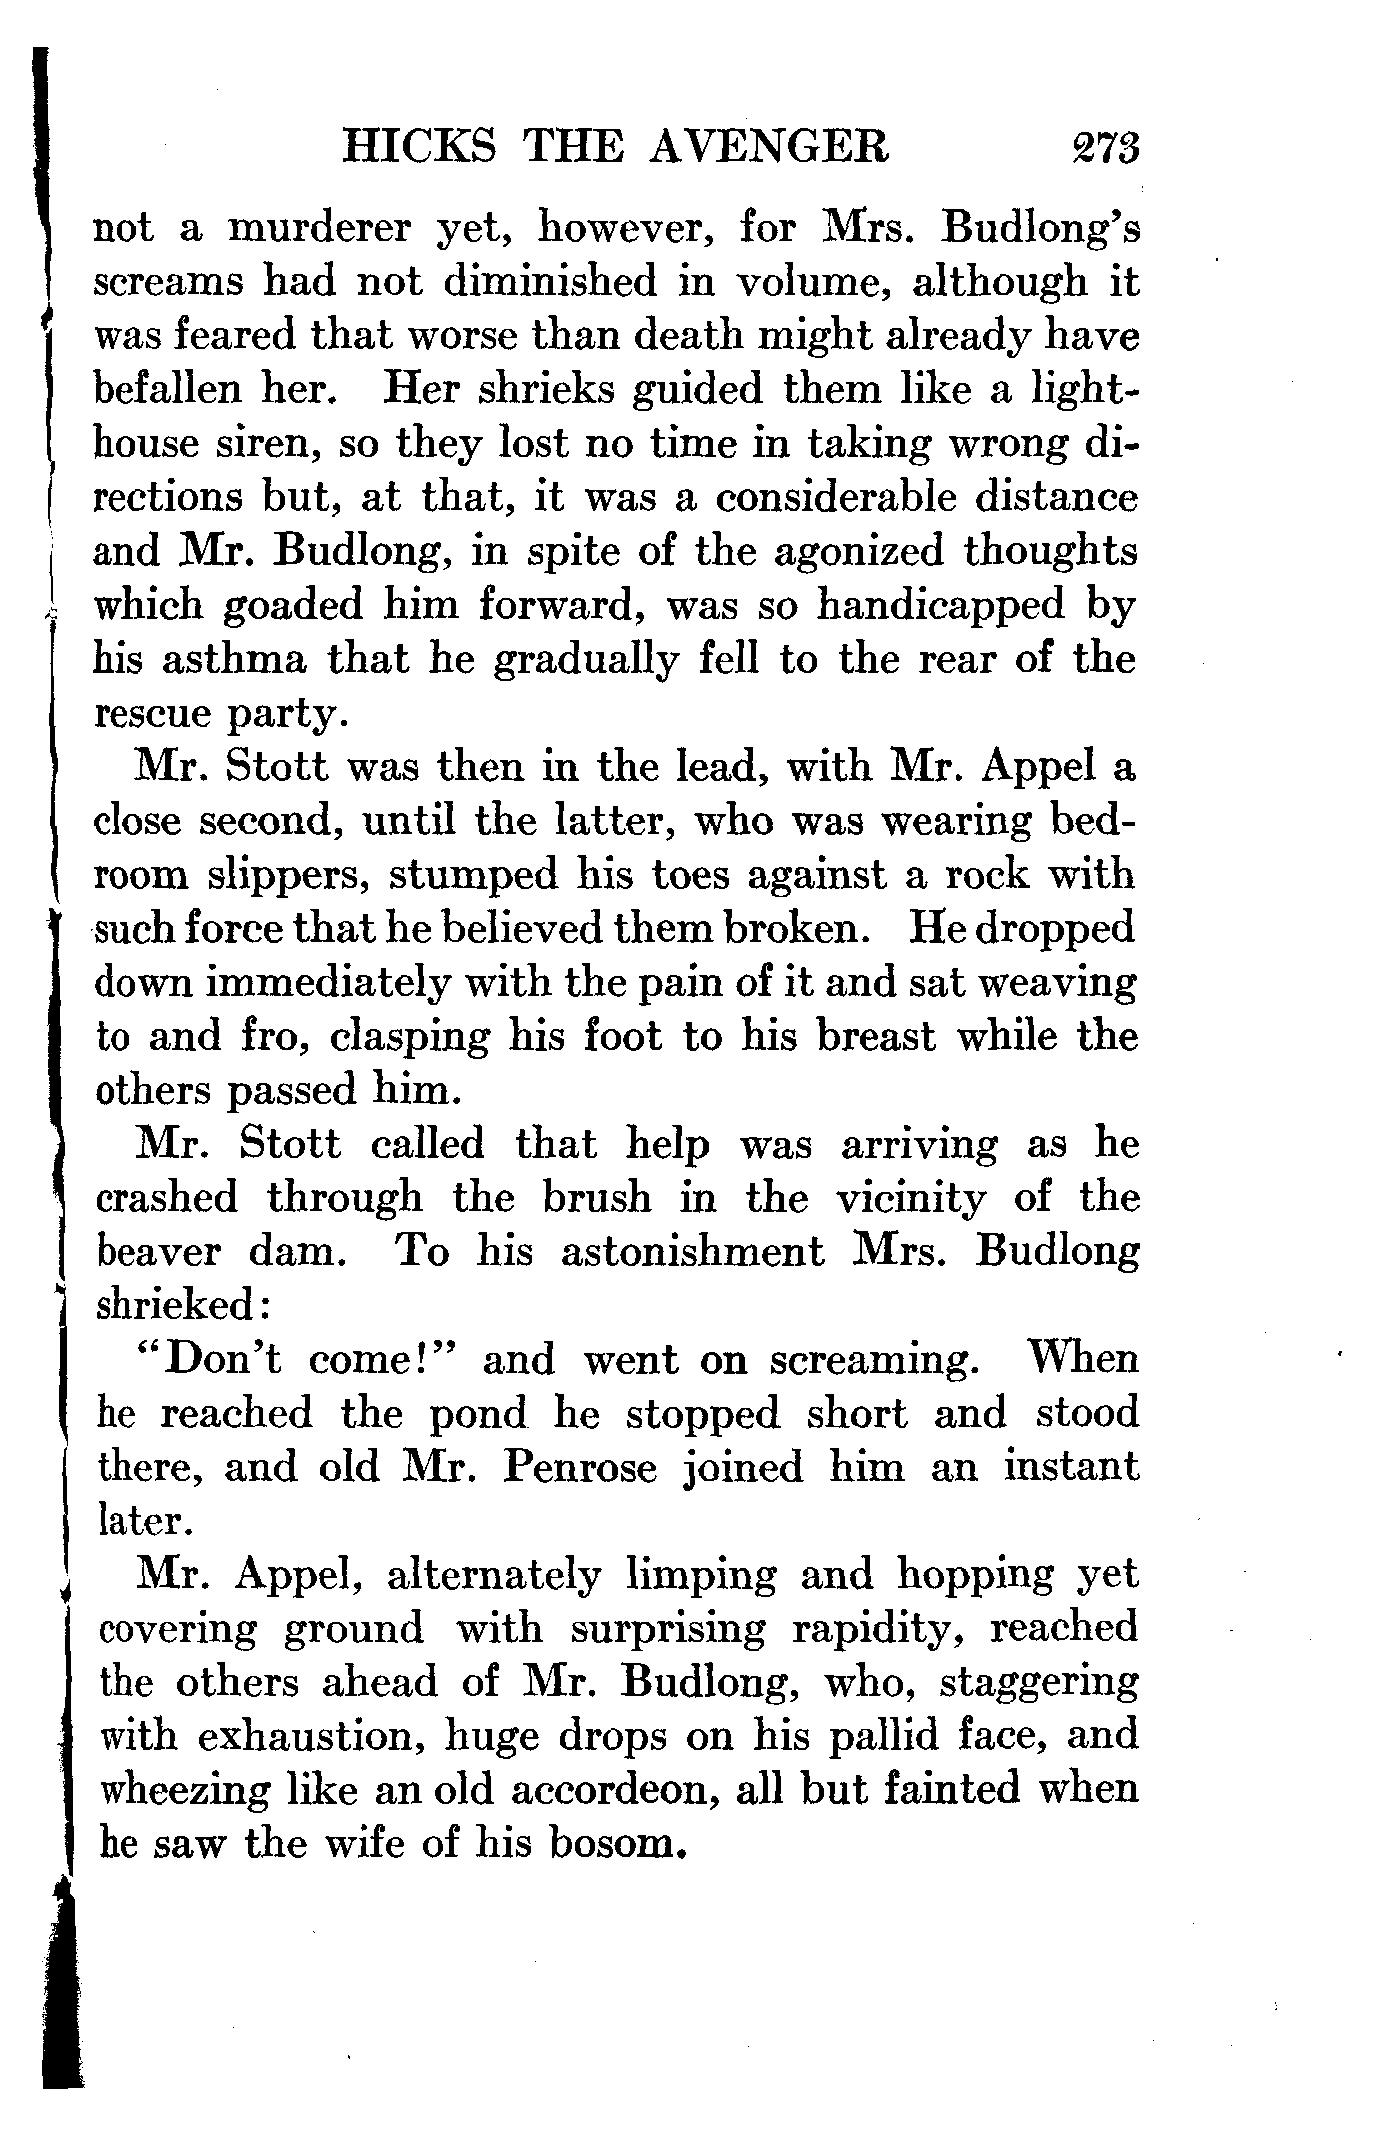 HICKS THE AVENGER 273
not a murderer yet, however, for Mrs. Budlong's
screams had not diminished in volume, although it
was feared that worse than death might already have
befallen her. Her shrieks guided them like a light-
house siren, so they lost no time in taking wrong di-
rections but, at that, it was a considerable distance
and Mr. Budlong, in spite of the agonized thoughts
which goaded him forward, was so handicapped by
his asthma that he gradually fell to the rear of the
rescue party.
Mr. Stott was then in the lead, with Mr. Appel a
close second, until the latter, who was wearing bed-
room slippers, stumped his toes against a rock with
such force that he believed them broken. He dropped
down immediately with the pain of it and sat weaving
to and fro, clasping his foot to his breast while the
others passed him.
Mr. Stott called that help was arriving as he
crashed through the brush in the vicinity of the
beaver dam. To his astonishment Mrs. Budlong
shrieked:
"Don't come!" and went on screaming. When
he reached the pond he stopped short and stood
there, and old Mr. Penrose joined him an instant
later.
Mr. Appel, alternately limping and hopping yet
covering ground with surprising rapidity, reached
the others ahead of Mr. Budlong, who, staggering
with exhaustion, huge drops on his pallid face, and
wheezing like an old accordeon, all but fainted when
he saw the wife of his bosom.